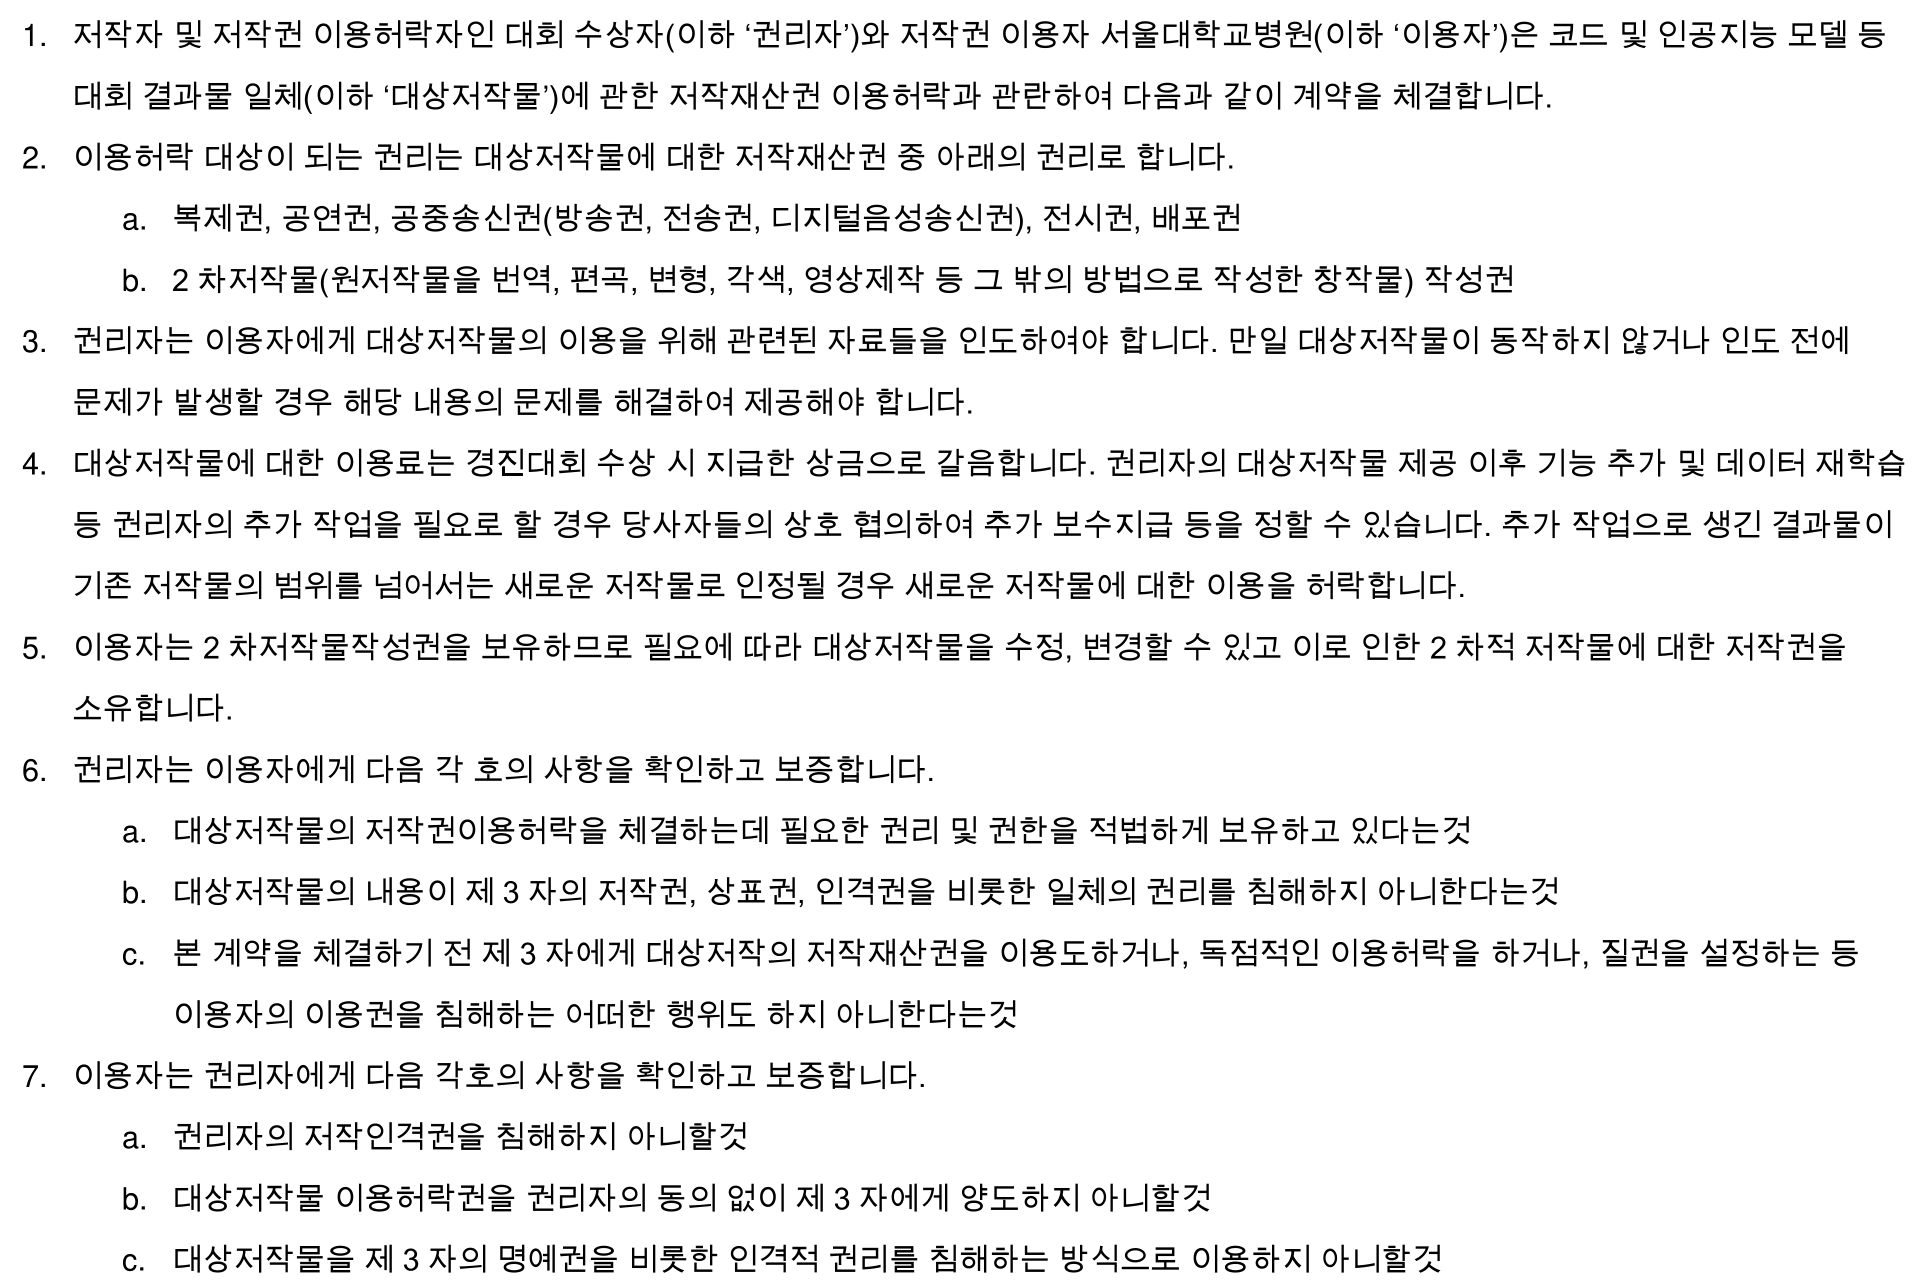 1. 저작자 및 저작권 이용허락자인 대회 수상자(이하 ‘권리자’)와 저작권 이용자 서울대학교병원(이하 ‘이용자’)은 코드 및 인공지능 모델 등
대회 결과물 일체(이하 ‘대상저작물’)에 관한 저작재산권 이용허락과 관란하여 다음과 같이 계약을 체결합니다.
2. 이용허락 대상이 되는 권리는 대상저작물에 대한 저작재산권 중 아래의 권리로 합니다.
a. 복제권, 공연권, 공중송신권(방송권, 전송권, 디지털음성송신권), 전시권, 배포권
b. 2 차저작물(원저작물을 번역, 편곡, 변형, 각색, 영상제작 등 그 밖의 방법으로 작성한 창작물) 작성권
3. 권리자는 이용자에게 대상저작물의 이용을 위해 관련된 자료들을 인도하여야 합니다. 만일 대상저작물이 동작하지 않거나 인도 전에
문제가 발생할 경우 해당 내용의 문제를 해결하여 제공해야 합니다.
4. 대상저작물에 대한 이용료는 경진대회 수상 시 지급한 상금으로 갈음합니다. 권리자의 대상저작물 제공 이후 기능 추가 및 데이터 재학습
등 권리자의 추가 작업을 필요로 할 경우 당사자들의 상호 협의하여 추가 보수지급 등을 정할 수 있습니다. 추가 작업으로 생긴 결과물이
기존 저작물의 범위를 넘어서는 새로운 저작물로 인정될 경우 새로운 저작물에 대한 이용을 허락합니다.
5. 이용자는 2 차저작물작성권을 보유하므로 필요에 따라 대상저작물을 수정, 변경할 수 있고 이로 인한 2 차적 저작물에 대한 저작권을
소유합니다.
6. 권리자는 이용자에게 다음 각 호의 사항을 확인하고 보증합니다.
a. 대상저작물의 저작권이용허락을 체결하는데 필요한 권리 및 권한을 적법하게 보유하고 있다는것
b. 대상저작물의 내용이 제 3 자의 저작권, 상표권, 인격권을 비롯한 일체의 권리를 침해하지 아니한다는것
c. 본 계약을 체결하기 전 제 3 자에게 대상저작의 저작재산권을 이용도하거나, 독점적인 이용허락을 하거나, 질권을 설정하는 등
이용자의 이용권을 침해하는 어떠한 행위도 하지 아니한다는것
7. 이용자는 권리자에게 다음 각호의 사항을 확인하고 보증합니다.
a. 권리자의 저작인격권을 침해하지 아니할것
b. 대상저작물 이용허락권을 권리자의 동의 없이 제 3 자에게 양도하지 아니할것
c. 대상저작물을 제 3 자의 명예권을 비롯한 인격적 권리를 침해하는 방식으로 이용하지 아니할것